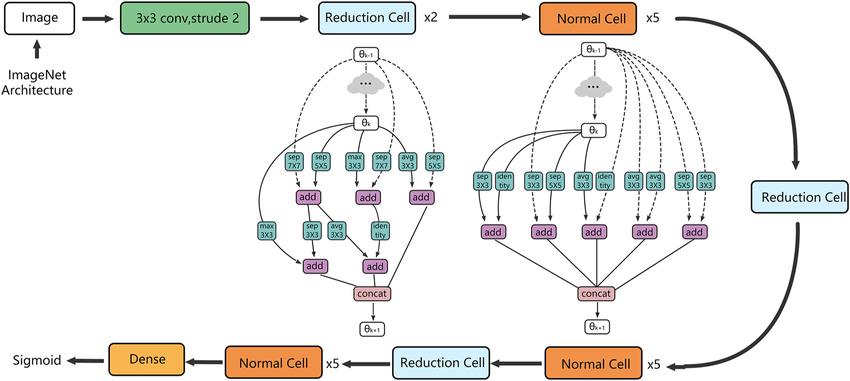 Image
3x3 conv,strude 2
Reduction Cell
x2
Normal Cell
x5
ImageNet
Architecture
θk-1
...
θk
sep
7X7
sep
5X5
max
3X3
sep
7X7
avg
3X3
sep
5X5
add
add
add
max
3X3
sep
3X3
avg
3X3
iden
tity
add
add
concat
θk+1
θk-1
...
θk
sep
3X3
iden
tity
sep
3X3
sep
5X5
avg
3X3
iden
tity
avg
3X3
avg
3X3
sep
5X5
sep
3X3
add
add
add
add
add
concat
θk+1
Reduction Cell
Sigmoid
Dense
Normal Cell
x5
Reduction Cell
Normal Cell
x5